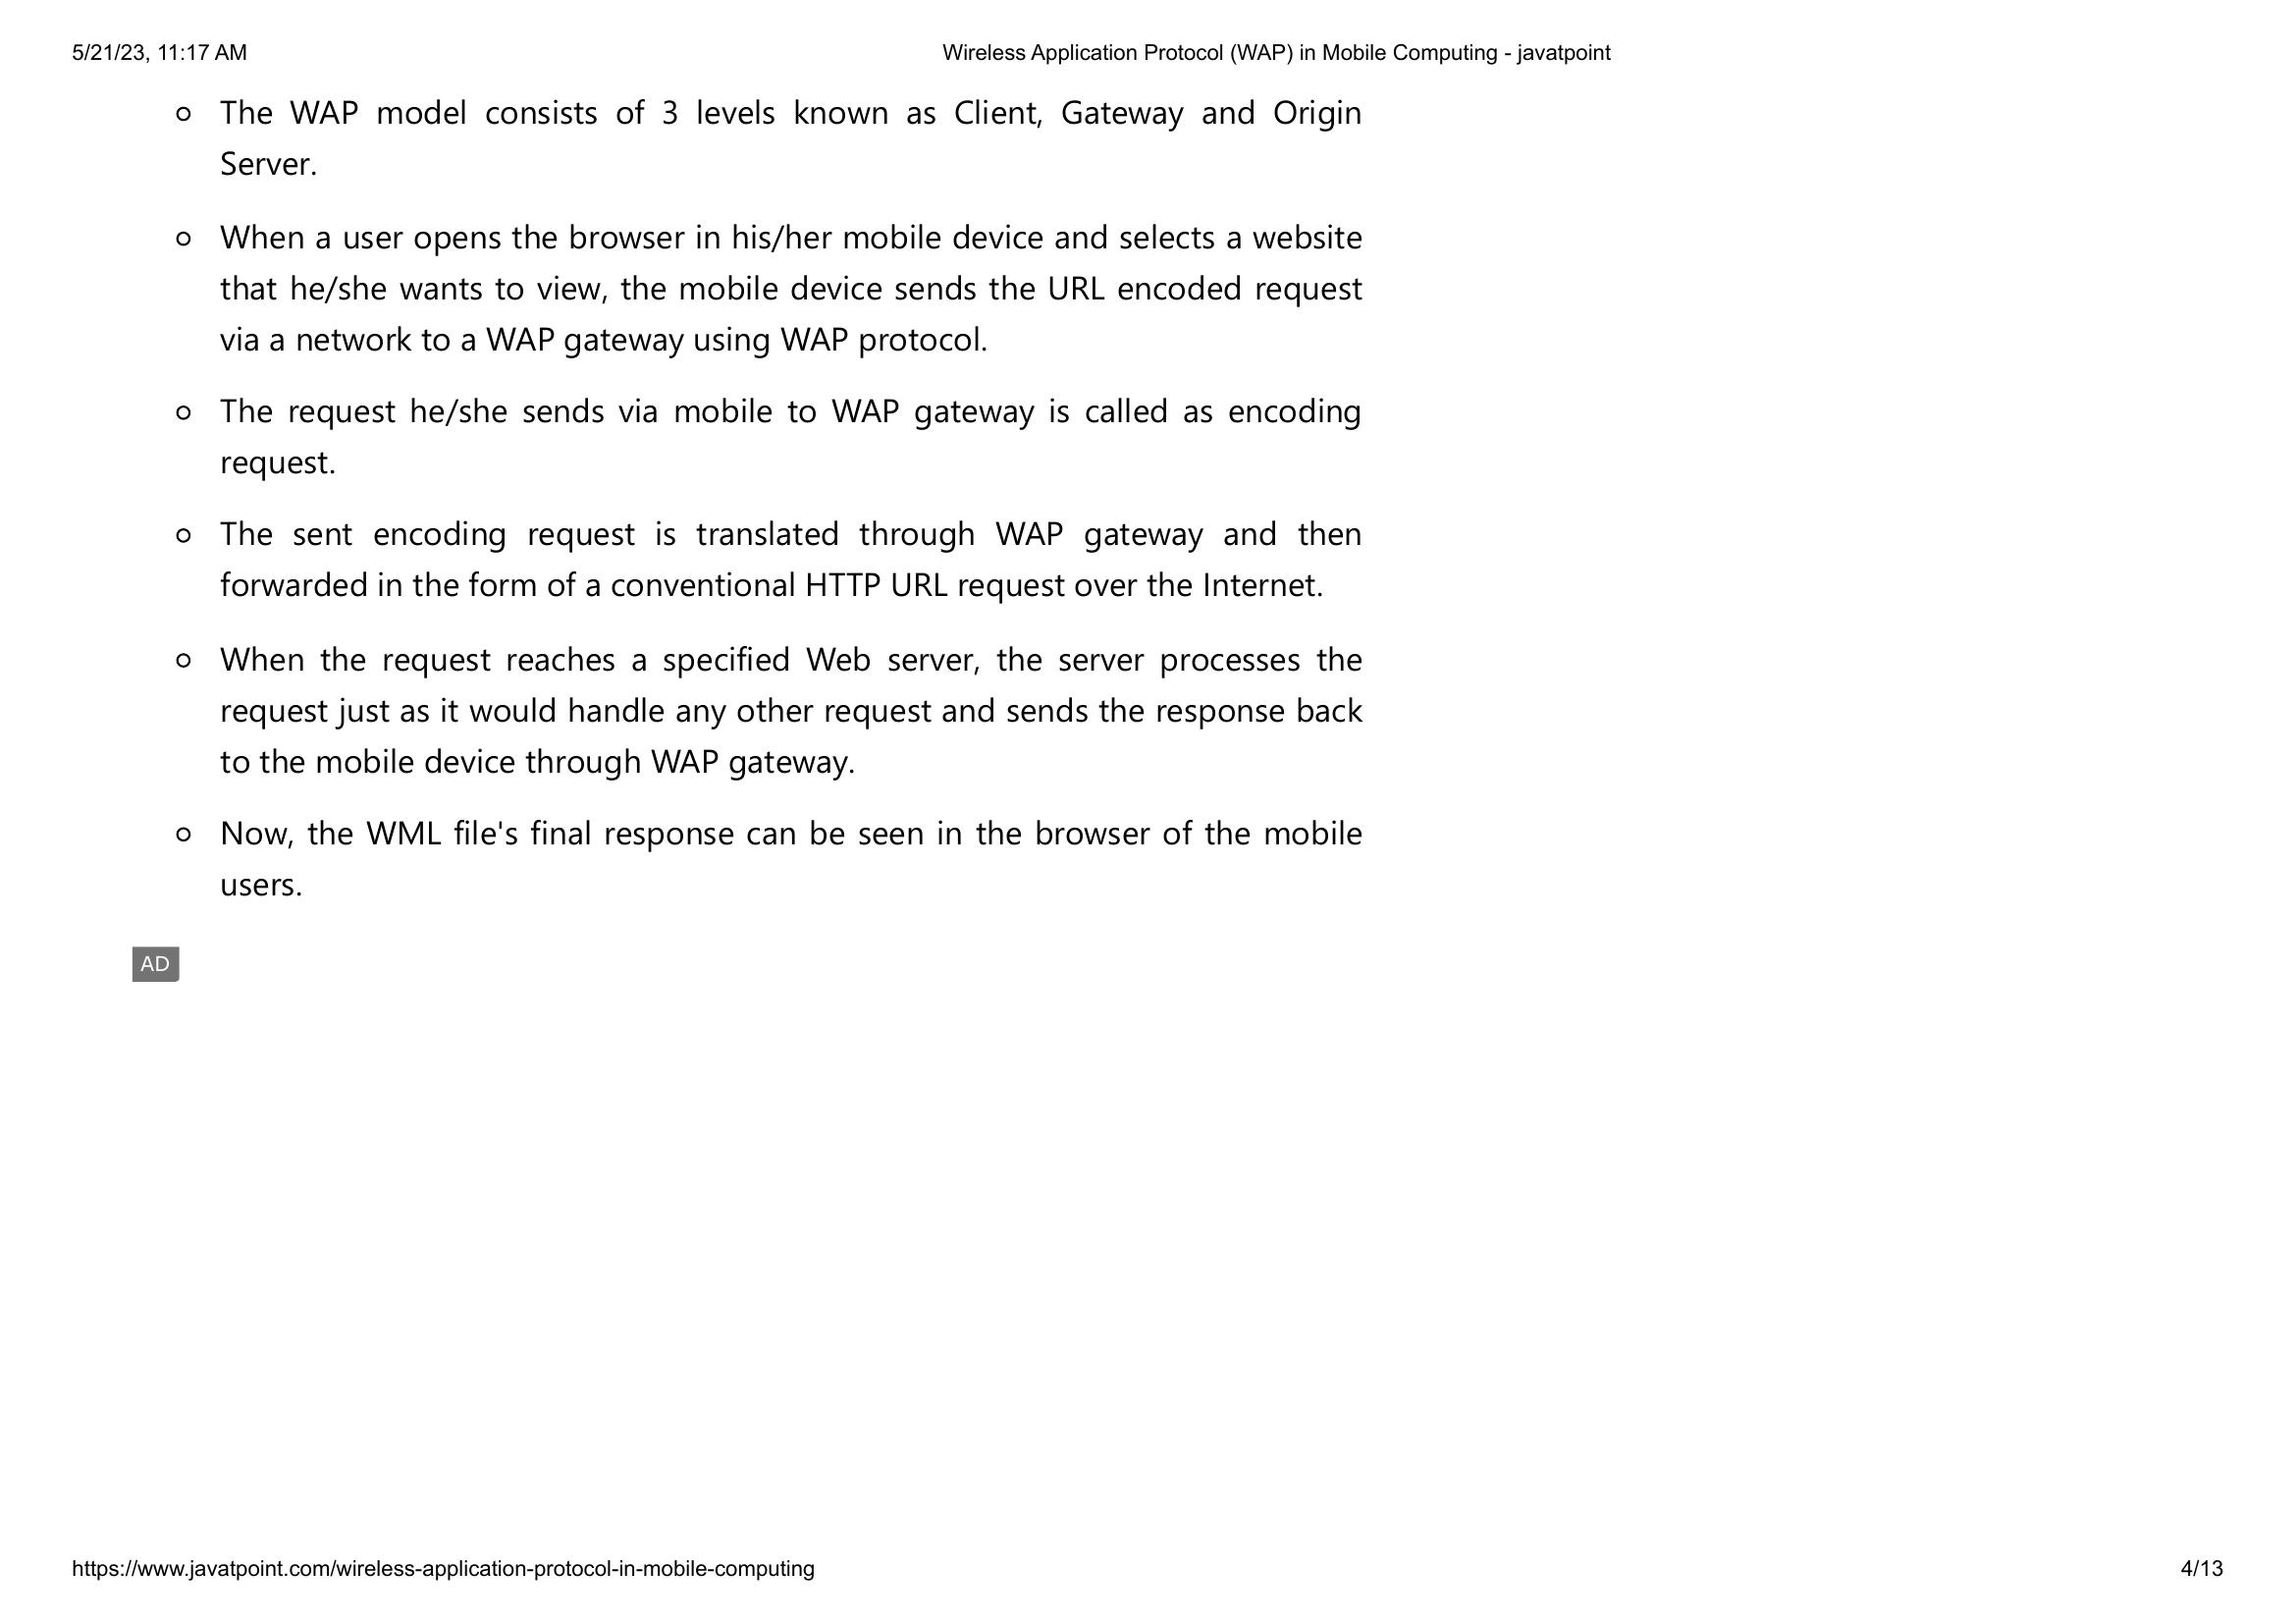 5/21/23, 11:17 AM
Wireless Application Protocol (WAP) in Mobile Computing - javatpoint
The WAP model consists of 3 levels known as Client, Gateway and Origin
Server.
When a user opens the browser in his/her mobile device and selects a website
that he/she wants to view, the mobile device sends the URL encoded request
via a network to a WAP gateway using WAP protocol.
The request he/she sends via mobile to WAP gateway is called as encoding
request.
The sent encoding request is translated through WAP gateway and then
forwarded in the form of a conventional HTTP URL request over the Internet.
When the request reaches a specified Web server, the server processes the
request just as it would handle any other request and sends the response back
to the mobile device through WAP gateway.
Now, the WML file's final response can be seen in the browser of the mobile
users.
AD
https://www.javatpoint.com/wireless-application-protocol-in-mobile-computing
4/13